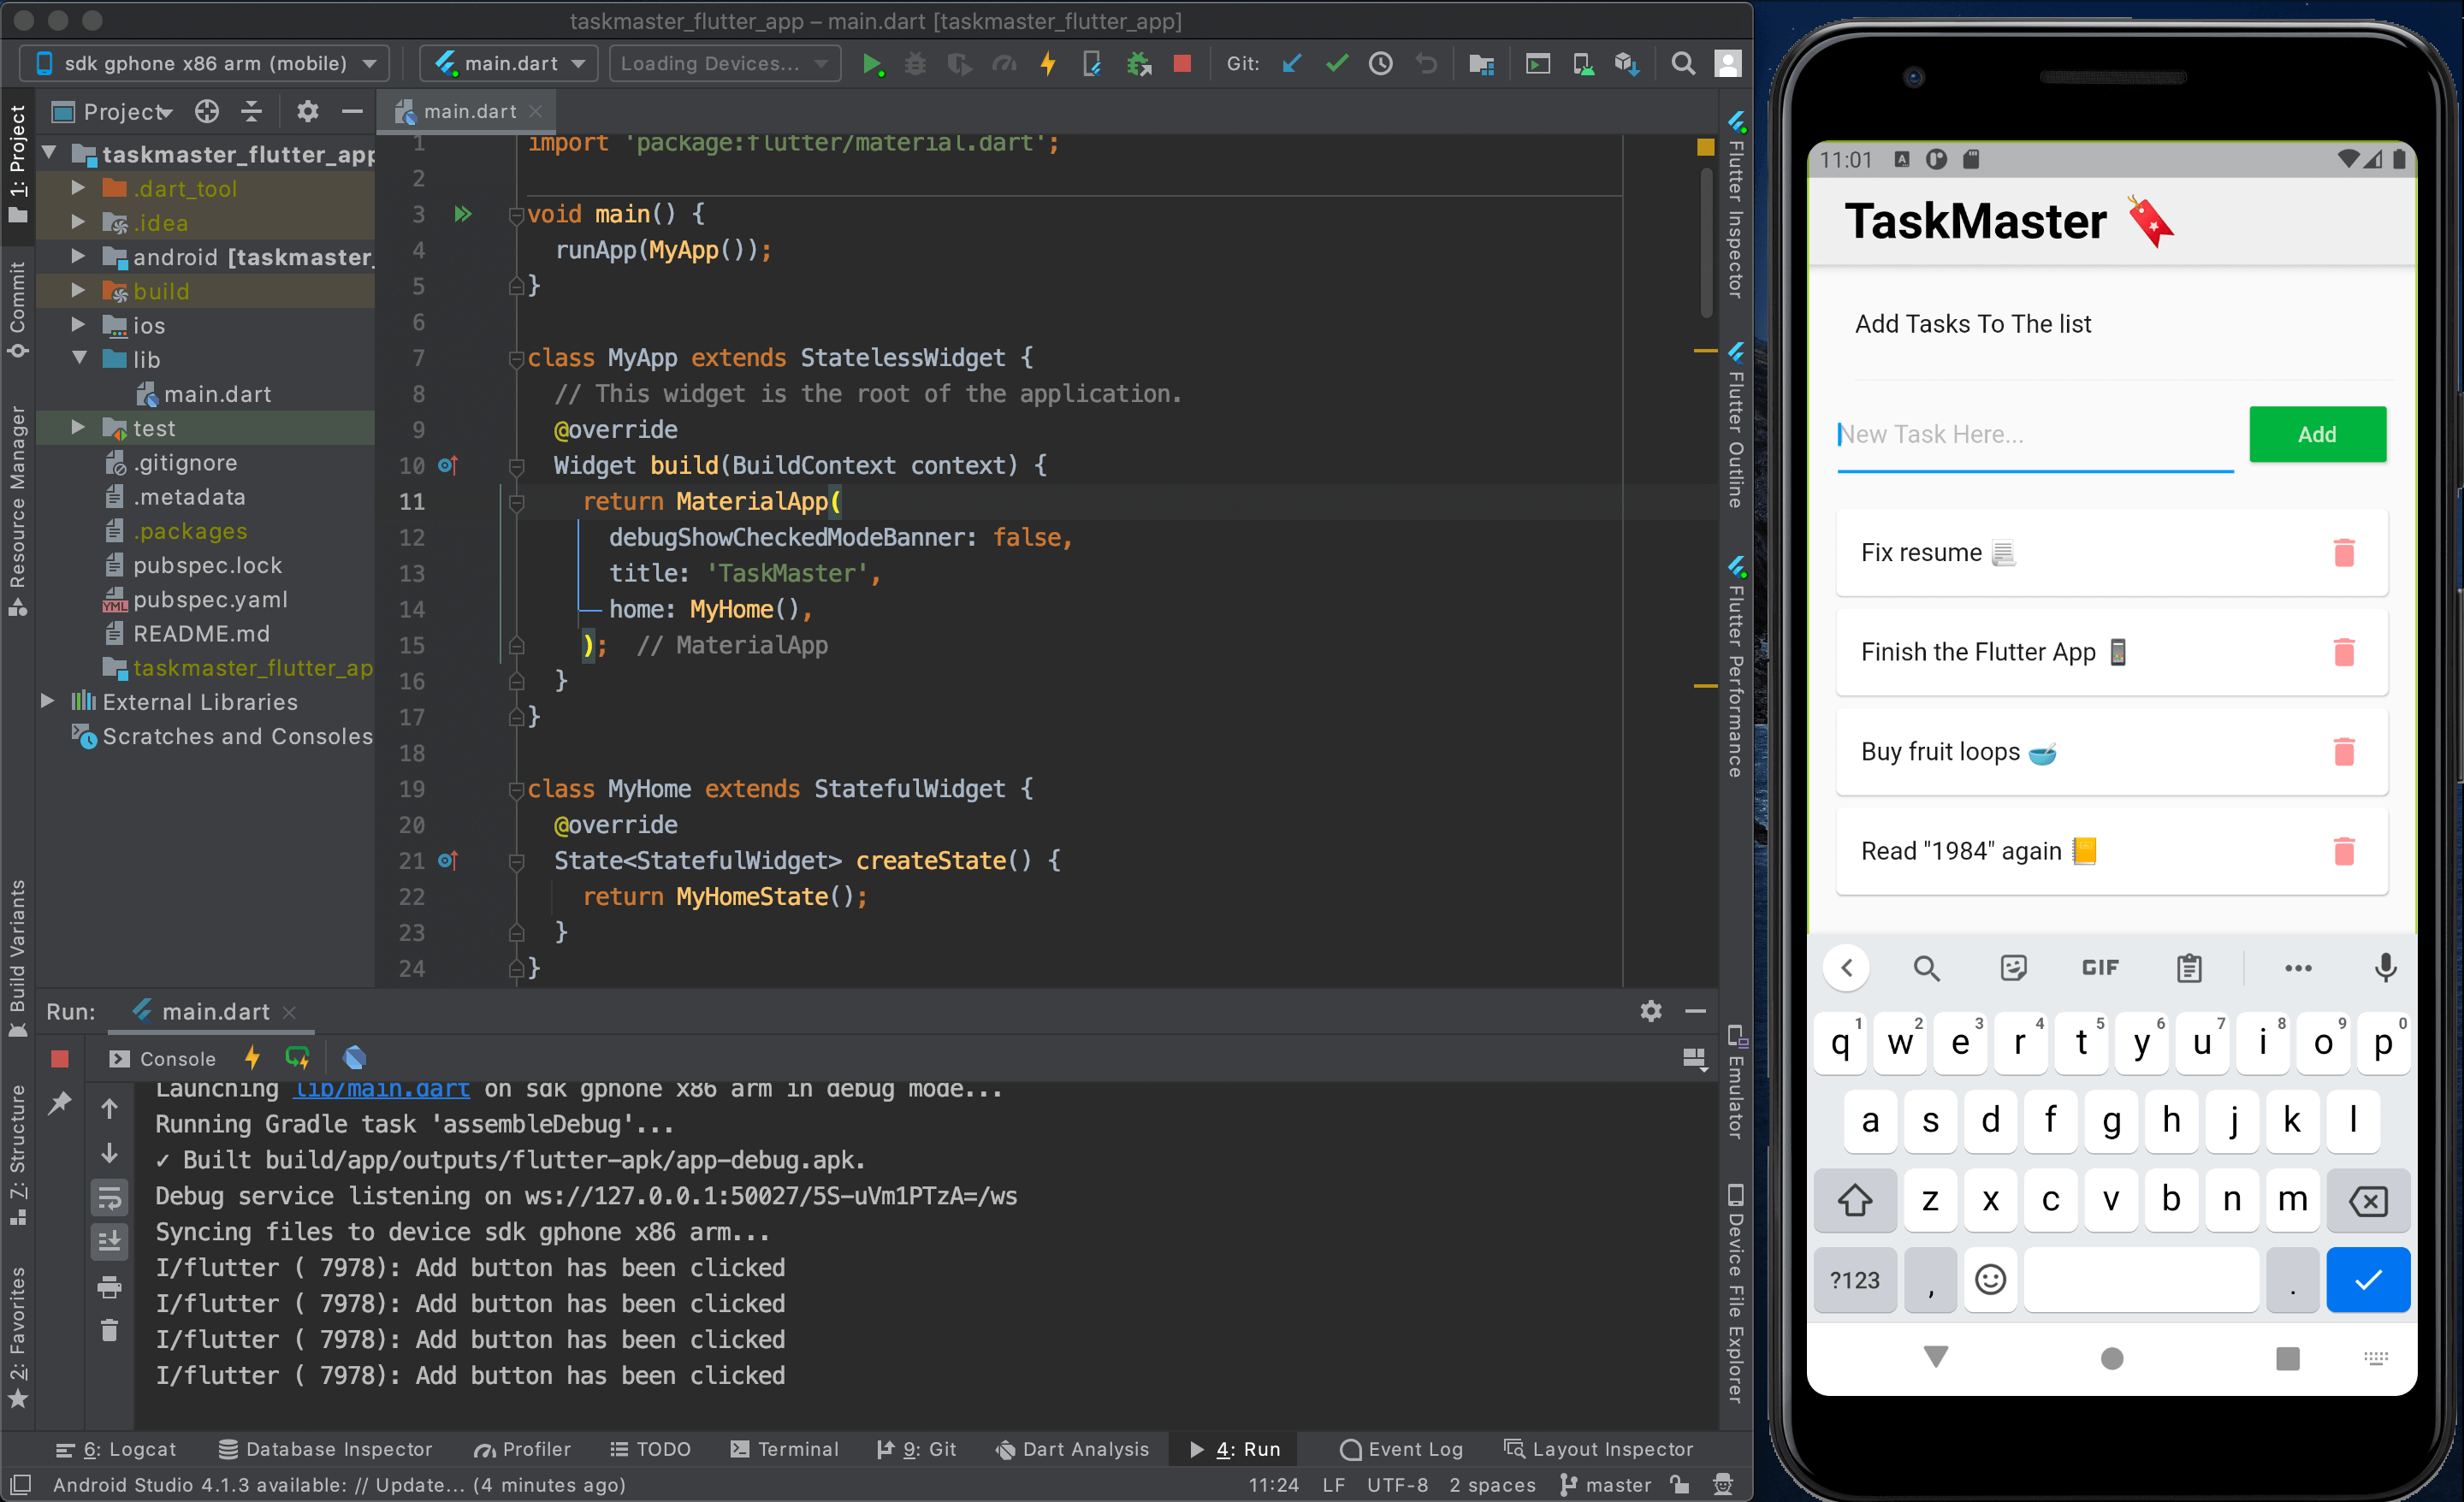 taskmaster_flutter_app – main.dart [taskmaster_flutter_app]
sdk gphone x86 arm (mobile)
main.dart
Loading Devices...
Git:
Project
main.dart
1: Project
Commit
Resource Manager
Build Variants
7: Structure
2: Favorites
taskmaster_flutter_app
.dart_tool
.idea
android [taskmaster_
build
ios
lib
main.dart
test
.gitignore
.metadata
.packages
pubspec.lock
pubspec.yaml
README.md
taskmaster_flutter_ap
External Libraries
Scratches and Consoles
1 import 'package:flutter/material.dart';
2
3 void main() {
4 runApp(MyApp());
5 }
6
7 class MyApp extends StatelessWidget {
8 // This widget is the root of the application.
9 @override
10 Widget build(BuildContext context) {
11 return MaterialApp(
12 debugShowCheckedModeBanner: false,
13 title: 'TaskMaster',
14 home: MyHome(),
15 ); // MaterialApp
16 }
17 }
18
19 class MyHome extends StatefulWidget {
20 @override
21 State<StatefulWidget> createState() {
22 return MyHomeState();
23 }
24 }
Flutter Inspector
Flutter Outline
Flutter Performance
Emulator
Device File Explorer
Run:
main.dart
Console
Launching lib/main.dart on sdk gphone x86 arm in debug mode...
Running Gradle task 'assembleDebug'...
✓ Built build/app/outputs/flutter-apk/app-debug.apk.
Debug service listening on ws://127.0.0.1:50027/5S-uVm1PTzA=/ws
Syncing files to device sdk gphone x86 arm...
I/flutter ( 7978): Add button has been clicked
I/flutter ( 7978): Add button has been clicked
I/flutter ( 7978): Add button has been clicked
I/flutter ( 7978): Add button has been clicked
6: Logcat
Database Inspector
Profiler
TODO
Terminal
9: Git
Dart Analysis
4: Run
Event Log
Layout Inspector
Android Studio 4.1.3 available: // Update... (4 minutes ago)
11:24
LF
UTF-8
2 spaces
master
11:01
TaskMaster
Add Tasks To The list
New Task Here...
Add
Fix resume 📃
Finish the Flutter App 📱
Buy fruit loops 🥣
Read "1984" again 📒
GIF
q1 w2 e3 r4 t5 y6 u7 i8 o9 p0
a s d f g h j k l
z x c v b n m
?123 , .